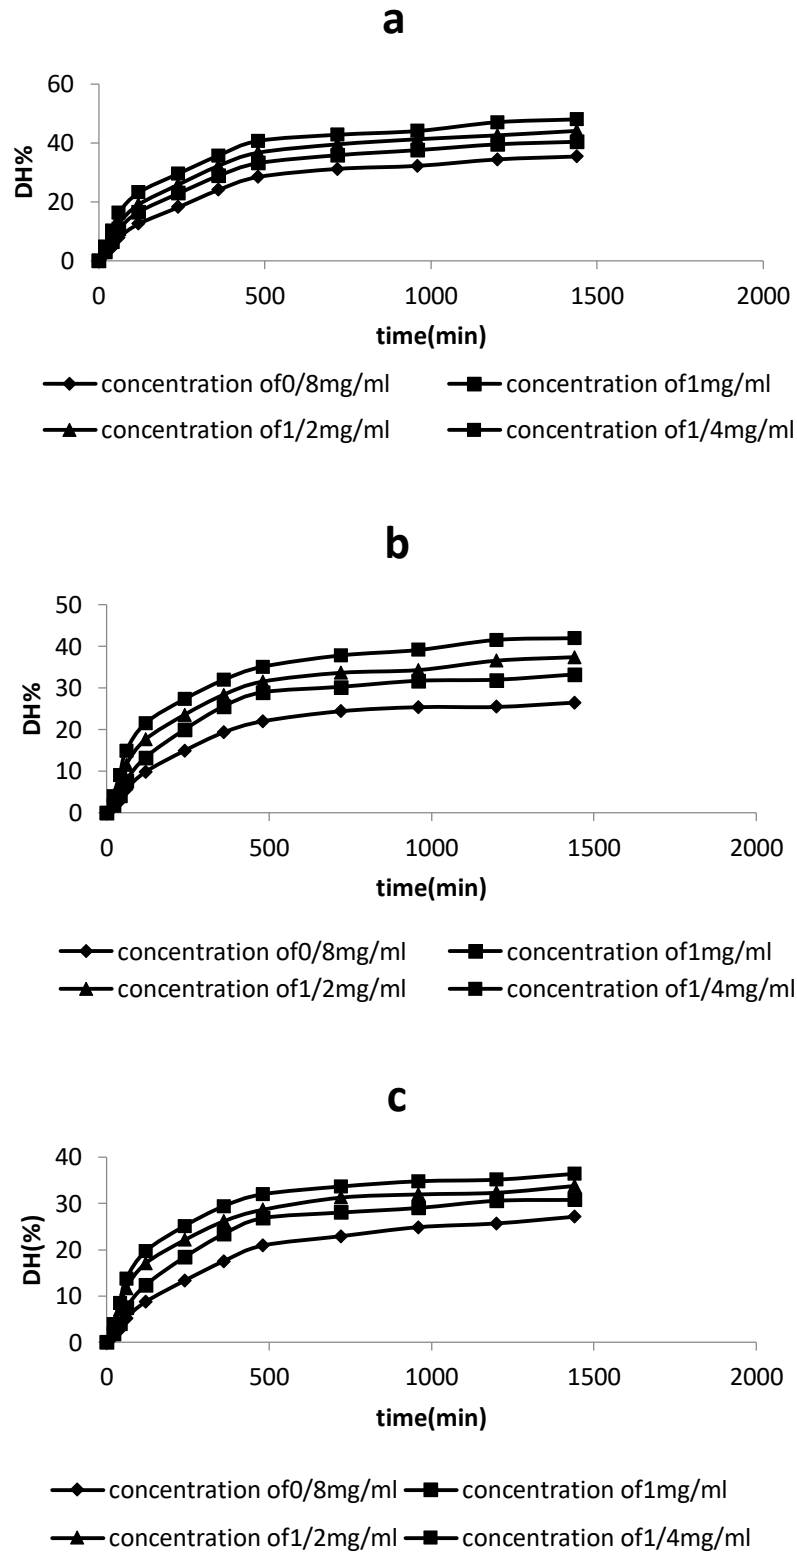 a
60
40
20
0
DH%
0 500 1000 1500 2000
time(min)
concentration of0/8mg/ml concentration of1mg/ml
concentration of1/2mg/ml concentration of1/4mg/ml
b
50
40
30
20
10
0
DH%
0 500 1000 1500 2000
time(min)
concentration of0/8mg/ml concentration of1mg/ml
concentration of1/2mg/ml concentration of1/4mg/ml
c
40
30
20
10
0
DH(%)
0 500 1000 1500 2000
time(min)
concentration of0/8mg/ml concentration of1mg/ml
concentration of1/2mg/ml concentration of1/4mg/ml